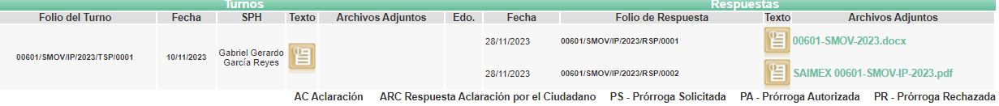 Turnos Respuestas
Folio del Turno Fecha SPH Texto Archivos Adjuntos Edo. Fecha Folio de Respuesta Texto Archivos Adjuntos
28/11/2023 00601/SMOV/IP/2023/RSP/0001 00601-SMOV-2023.docx
00601/SMOV/IP/2023/TSP/0001 10/11/2023 Gabriel Gerardo
García Reyes
28/11/2023 00601/SMOV/IP/2023/RSP/0002 SAIMEX 00601-SMOV-IP-2023.pdf
AC Aclaración ARC Respuesta Aclaración por el Ciudadano PS - Prórroga Solicitada PA - Prórroga Autorizada PR - Prórroga Rechazada